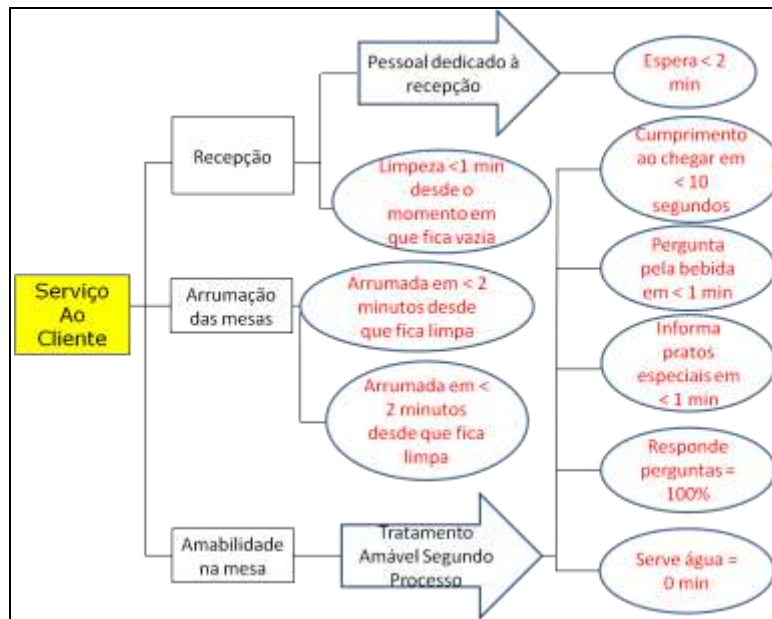 Serviço
Ao
Cliente
Recepção
Pessoal dedicado à
recepção
Espera < 2
min
Limpeza <1 min
desde o
momento em
que fica vazia
Arrumação
das mesas
Arrumada em < 2
minutos desde
que fica limpa
Arrumada em <
2 minutos
desde que fica
limpa
Amabilidade
na mesa
Tratamento
Amável Segundo
Processo
Cumprimento
ao chegar em
< 10
segundos
Pergunta
pela bebida
em < 1 min
Informa
pratos
especiais em
< 1 min
Responde
perguntas =
100%
Serve água =
0 min